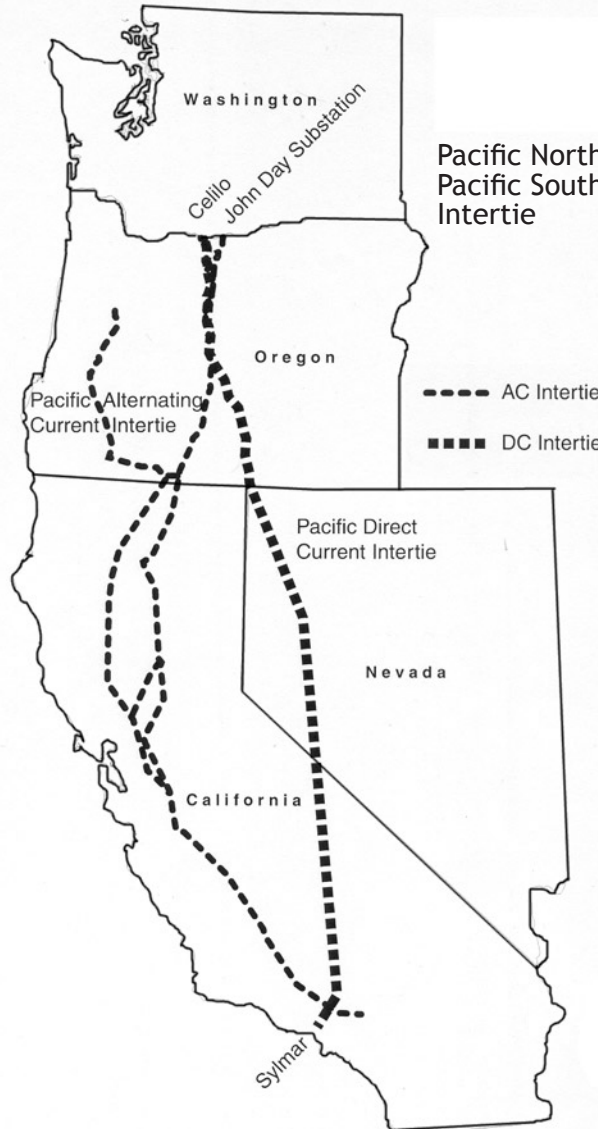 Washington
Celilo
John Day Substation
Pacific North
Pacific South
Intertie
Oregon
AC Intertie
Pacific Alternating
Current Intertie
DC Intertie
Pacific Direct
Current Intertie
Nevada
California
Sylmar